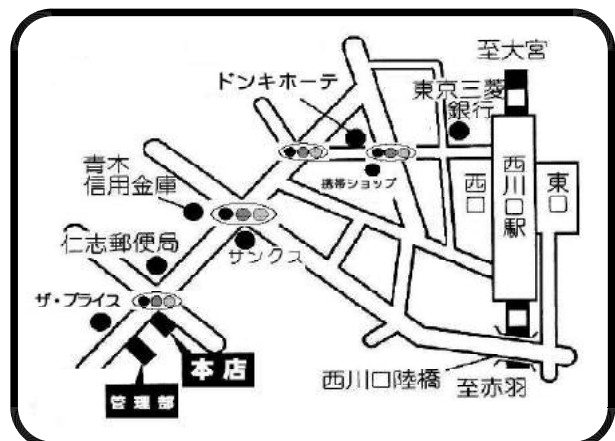 至大宮
ドンキホーテ
東京三菱
銀行
青木
信用金庫
携帯ショップ
西口
西川口駅
東口
仁志郵便局
サンクス
ザ・プライス
本店
管理部
西川口陸橋
至赤羽